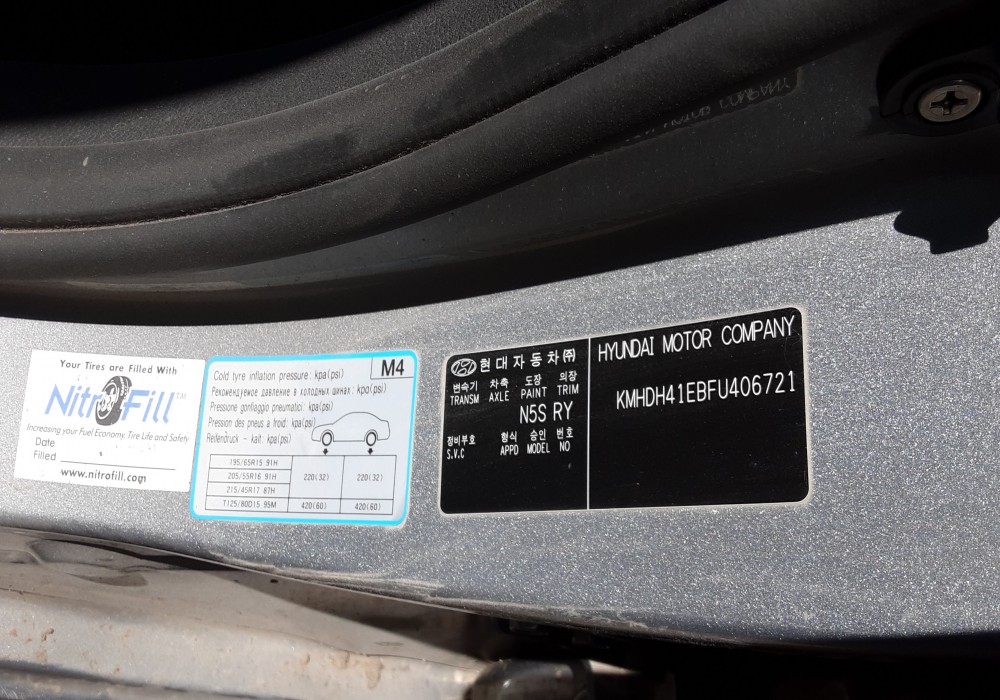 Your Tires are Filled With
NitroFill™
Increasing your Fuel Economy, Tire Life and Safety
Date
Filled
www.nitrofill.com
M4
Cold tyre inflation pressure: kpa(psi)
Рекомендуемое давление в холодных шинах: kpa(psi)
Pressione gonfiaggio pneumatic: kpa(psi)
Pression des pneus a froid: kpa(psi)
Reifendruck - kalt: kpa(psi)
195/65R15 91H
205/55R16 91H
215/45R17 87H
220(32) 220(32)
T125/80D15 95M 420(60) 420(60)
현대자동차㈜
변속기 차축 도장 의장
TRANSM AXLE PAINT TRIM
N5S RY
정비부호 형식 승인 번호
S.V.C APPD MODEL NO
HYUNDAI MOTOR COMPANY
KMHDH41EBFU406721